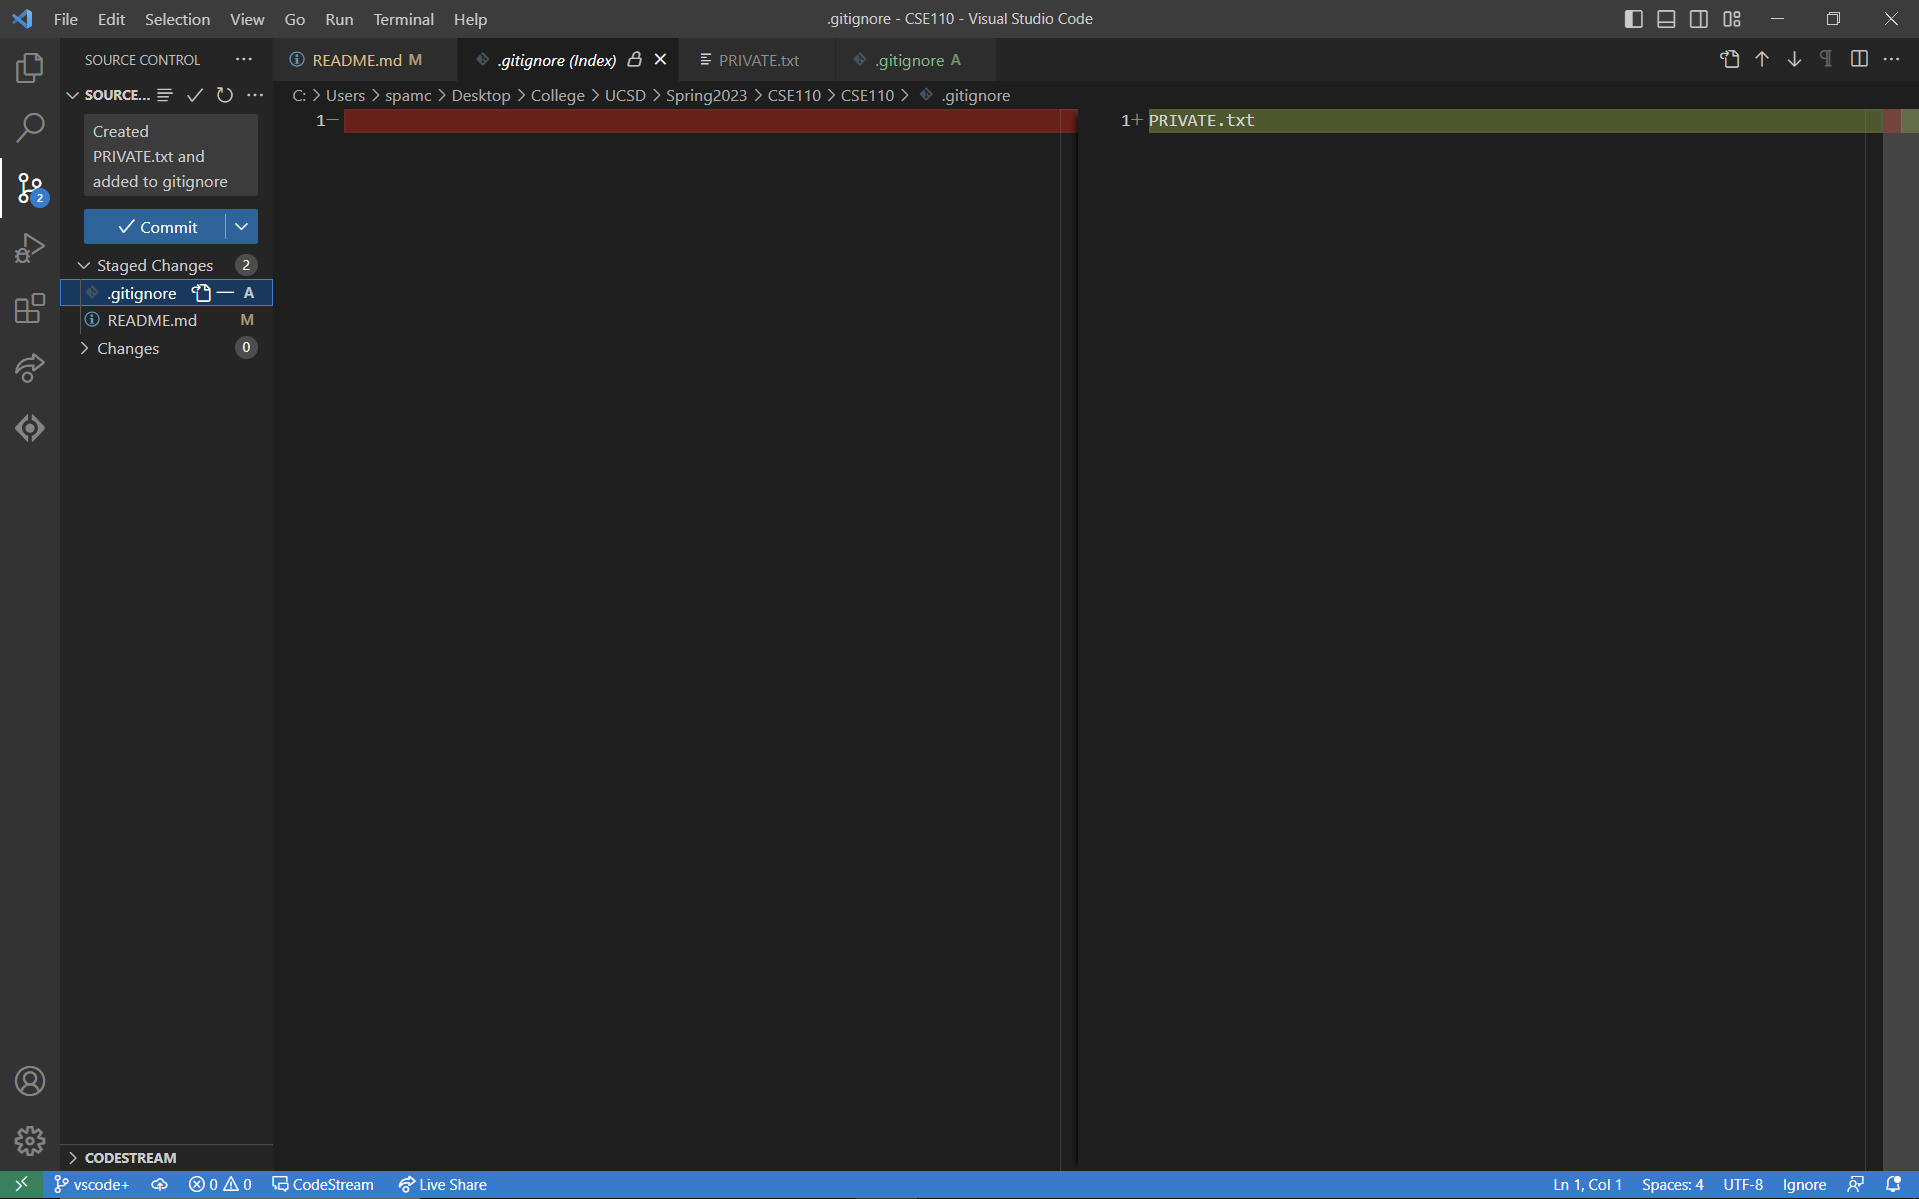 File Edit Selection View Go Run Terminal Help
.gitignore - CSE110 - Visual Studio Code
SOURCE CONTROL
README.md M
.gitignore (Index)
PRIVATE.txt
.gitignore A
SOURCE...
C: > Users > spamc > Desktop > College > UCSD > Spring2023 > CSE110 > CSE110 > .gitignore
1−
1+ PRIVATE.txt
Created
PRIVATE.txt and
added to gitignore
2
Commit
Staged Changes 2
.gitignore A
README.md M
Changes 0
CODESTREAM
vscode+ 0 0 CodeStream Live Share
Ln 1, Col 1 Spaces: 4 UTF-8 Ignore